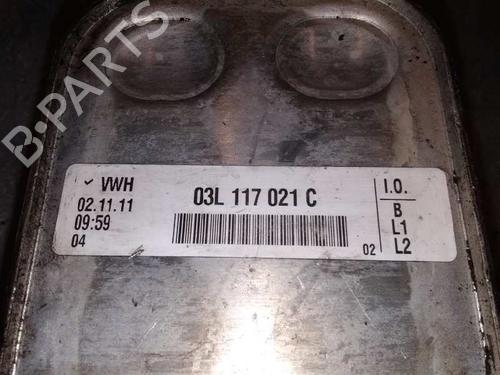 B-PARTS
✓ VWH
02.11.11
09:59
04
03L 117 021 C
02
I.O.
B
L1
L2